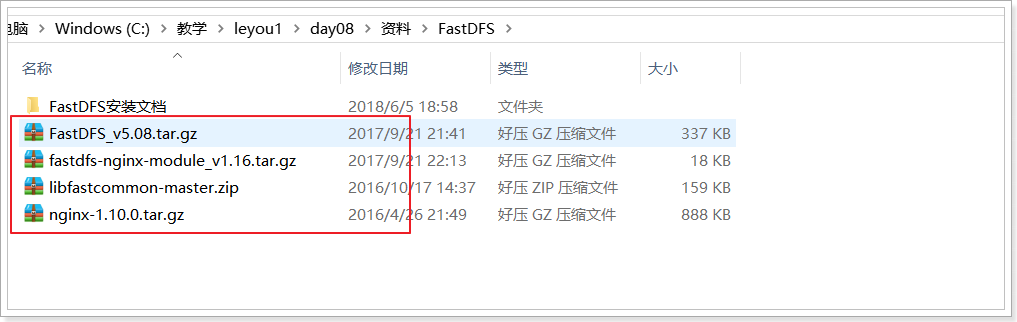 电脑 > Windows (C:) > 教学 > leyou1 > day08 > 资料 > FastDFS >
名称 修改日期 类型 大小
FastDFS安装文档 2018/6/5 18:58 文件夹
FastDFS_v5.08.tar.gz 2017/9/21 21:41 好压 GZ 压缩文件 337 KB
fastdfs-nginx-module_v1.16.tar.gz 2017/9/21 22:13 好压 GZ 压缩文件 18 KB
libfastcommon-master.zip 2016/10/17 14:37 好压 ZIP 压缩文件 159 KB
nginx-1.10.0.tar.gz 2016/4/26 21:49 好压 GZ 压缩文件 888 KB